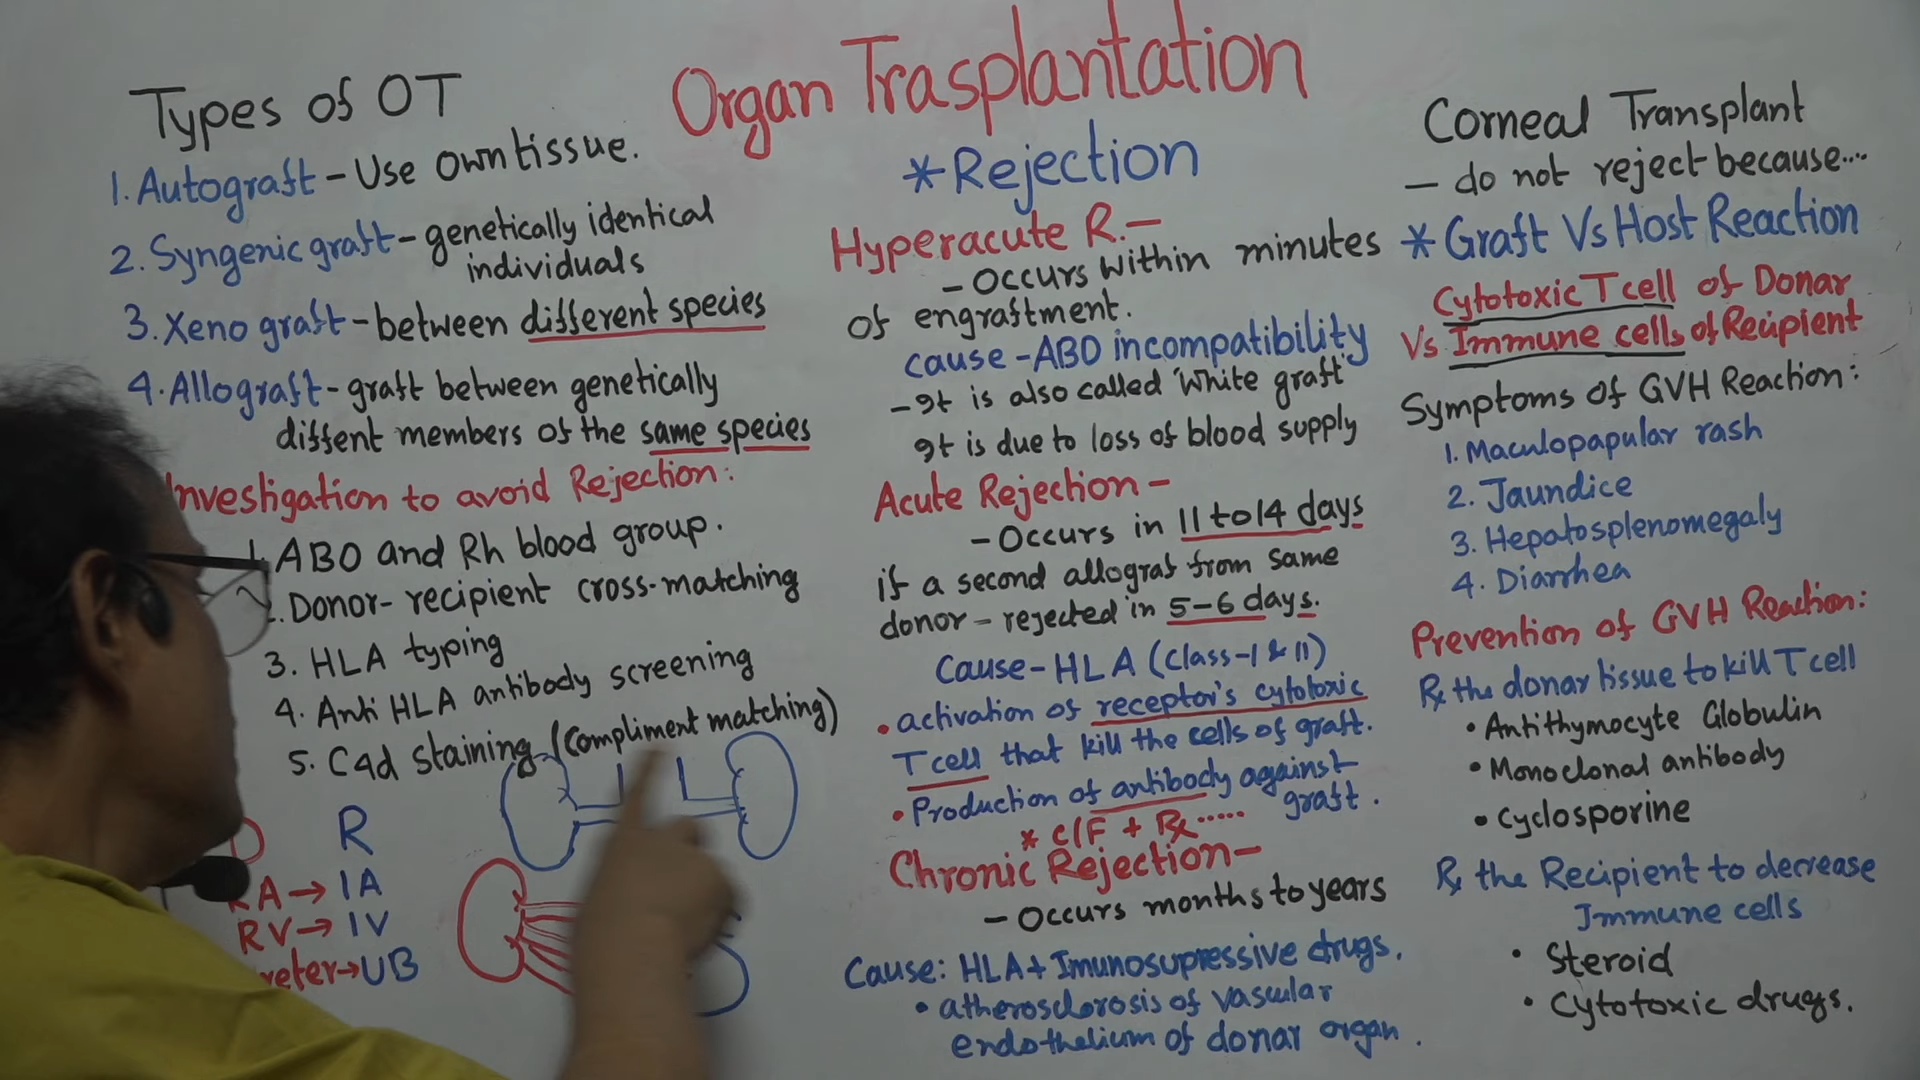 Organ Trasplantation
Types of OT
1. Autograft - Use own tissue.
2. Syngenic graft - genetically identical
individuals
3. Xeno graft - between different species
4. Allograft - graft between genetically
diffent members of the same species
Investigation to avoid Rejection:
1. ABO and Rh blood group.
2. Donor- recipient cross-matching
3. HLA typing
4. Anti HLA antibody screening
5. C4d staining (Compliment matching)
D R
RA → IA
RV → IV
reter → UB
* Rejection
Hyperacute R. -
- Occurs within minutes
of engraftment.
cause - ABO incompatibility
- It is also called 'White graft'
It is due to loss of blood supply
Acute Rejection -
- Occurs in 11 to 14 days
if a second allograf from same
donor - rejected in 5-6 days.
Cause - HLA (class-I & II)
• activation of receptor's cytotoxic
T cell that kill the cells of graft.
• Production of antibody against
graft.
* C/F + Rx .....
Chronic Rejection -
- Occurs months to years
Cause: HLA + Imunosupressive drugs.
• atherosclorosis of vascular
endothelium of donar organ.
Corneal Transplant
- do not reject because....
* Graft Vs Host Reaction
Cytotoxic T cell of Donar
Vs Immune cells of Recipient
Symptoms of GVH Reaction:
1. Maculopapular rash
2. Jaundice
3. Hepatosplenomegaly
4. Diarrhea
Prevention of GVH Reaction:
Rx the donar tissue to kill T cell
• Antithymocyte Globulin
• Monoclonal antibody
• Cyclosporine
Rx the Recipient to decrease
Immune cells
• Steroid
• Cytotoxic drugs.